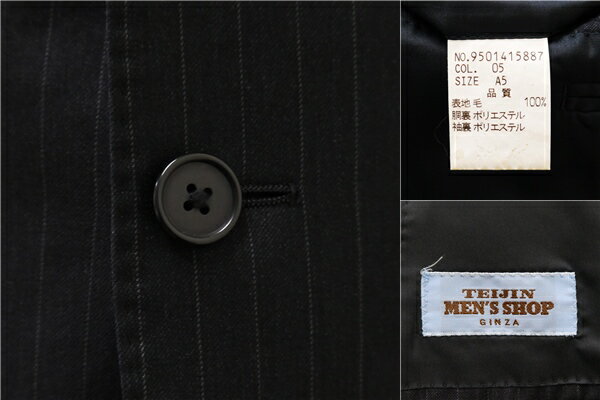 NO.9501415887
COL. 05
SIZE A5
品質
表地 毛 100%
胴裏 ポリエステル
袖裏 ポリエステル
TEIJIN
MEN'S SHOP
GINZA